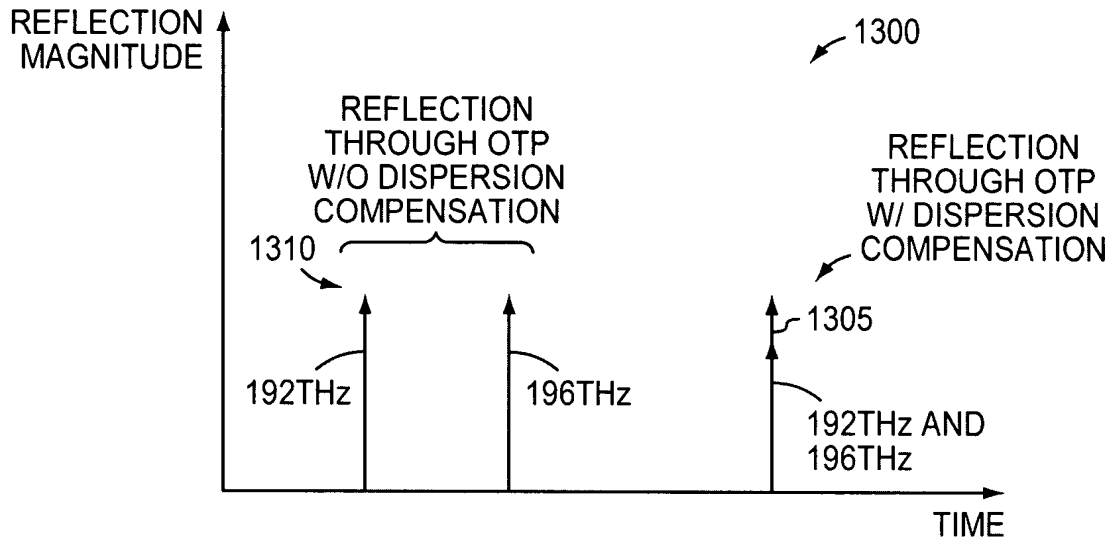 REFLECTION
MAGNITUDE
1300
REFLECTION
THROUGH OTP
W/O DISPERSION
COMPENSATION
REFLECTION
THROUGH OTP
W/ DISPERSION
COMPENSATION
1310
1305
192THz
196THz
192THz AND
196THz
TIME